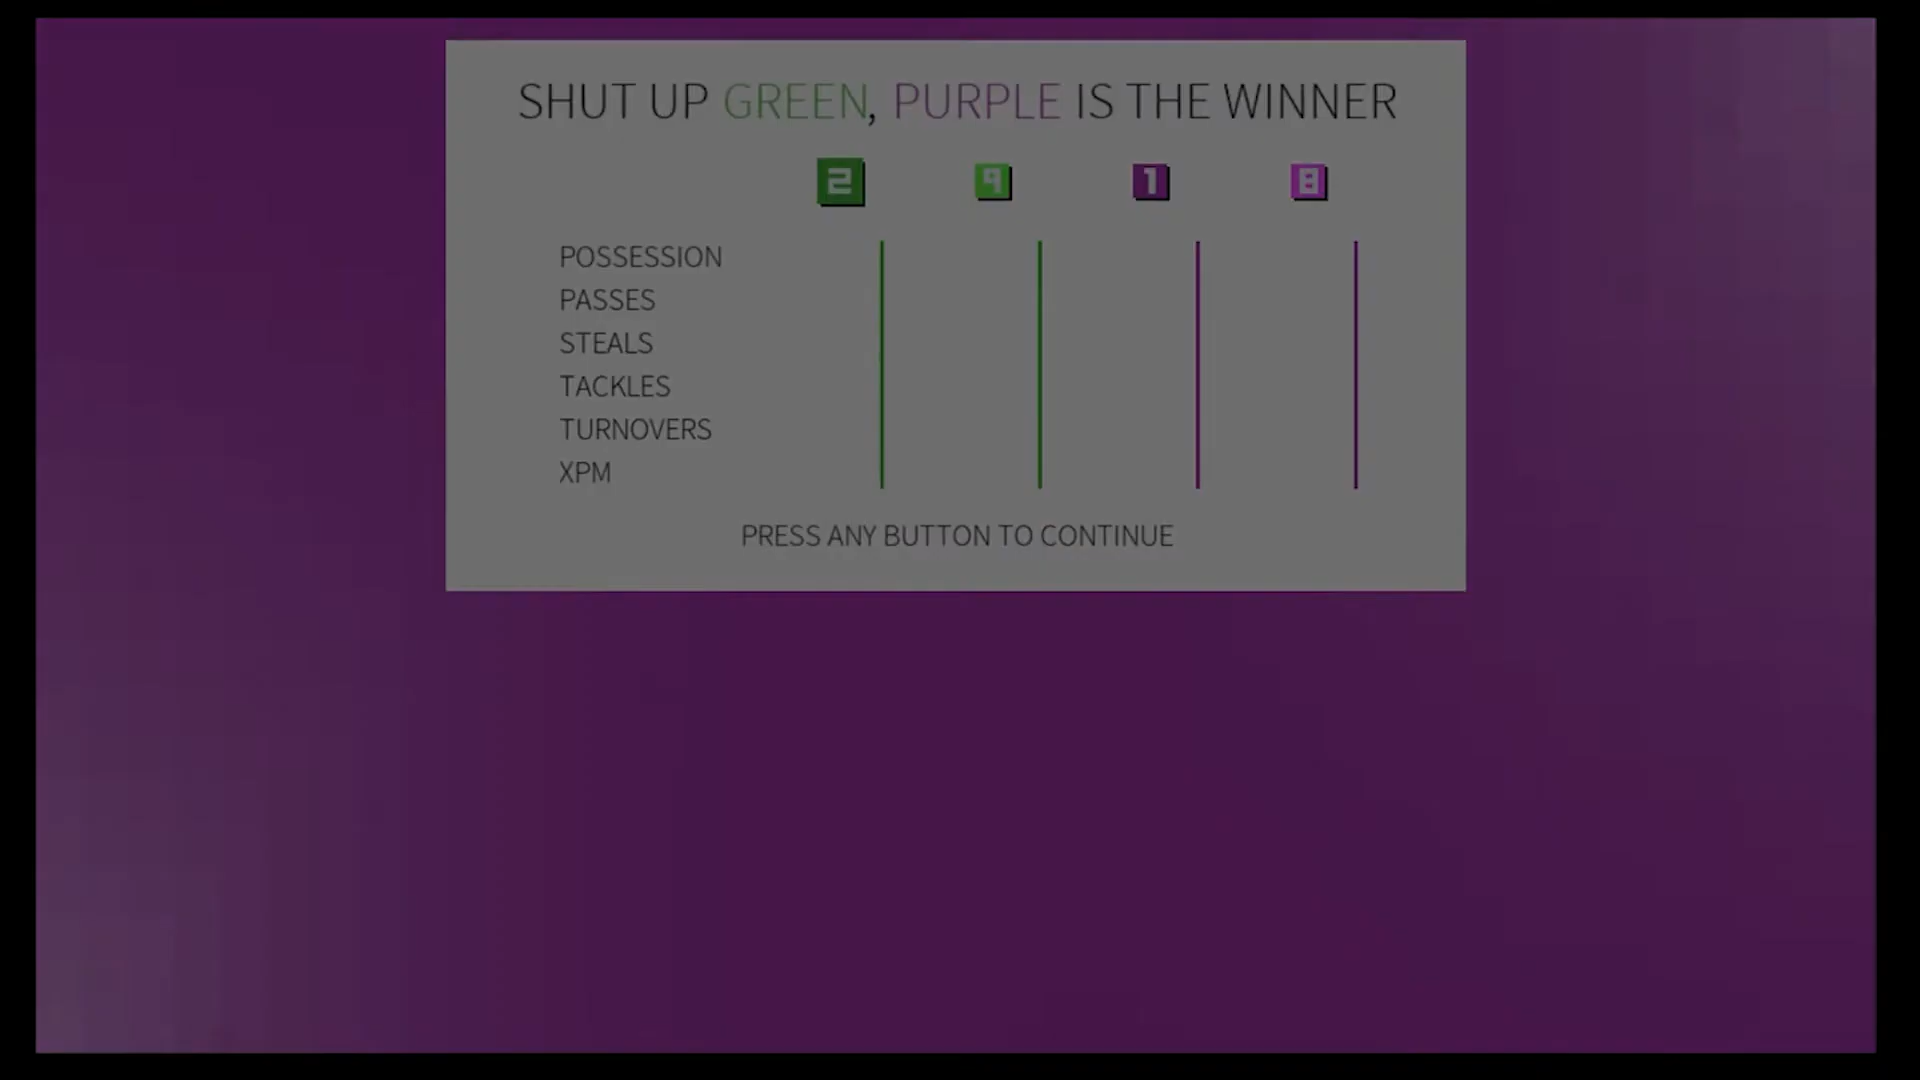 SHUT UP GREEN, PURPLE IS THE WINNER
2 9 1 8
POSSESSION
PASSES
STEALS
TACKLES
TURNOVERS
XPM
PRESS ANY BUTTON TO CONTINUE